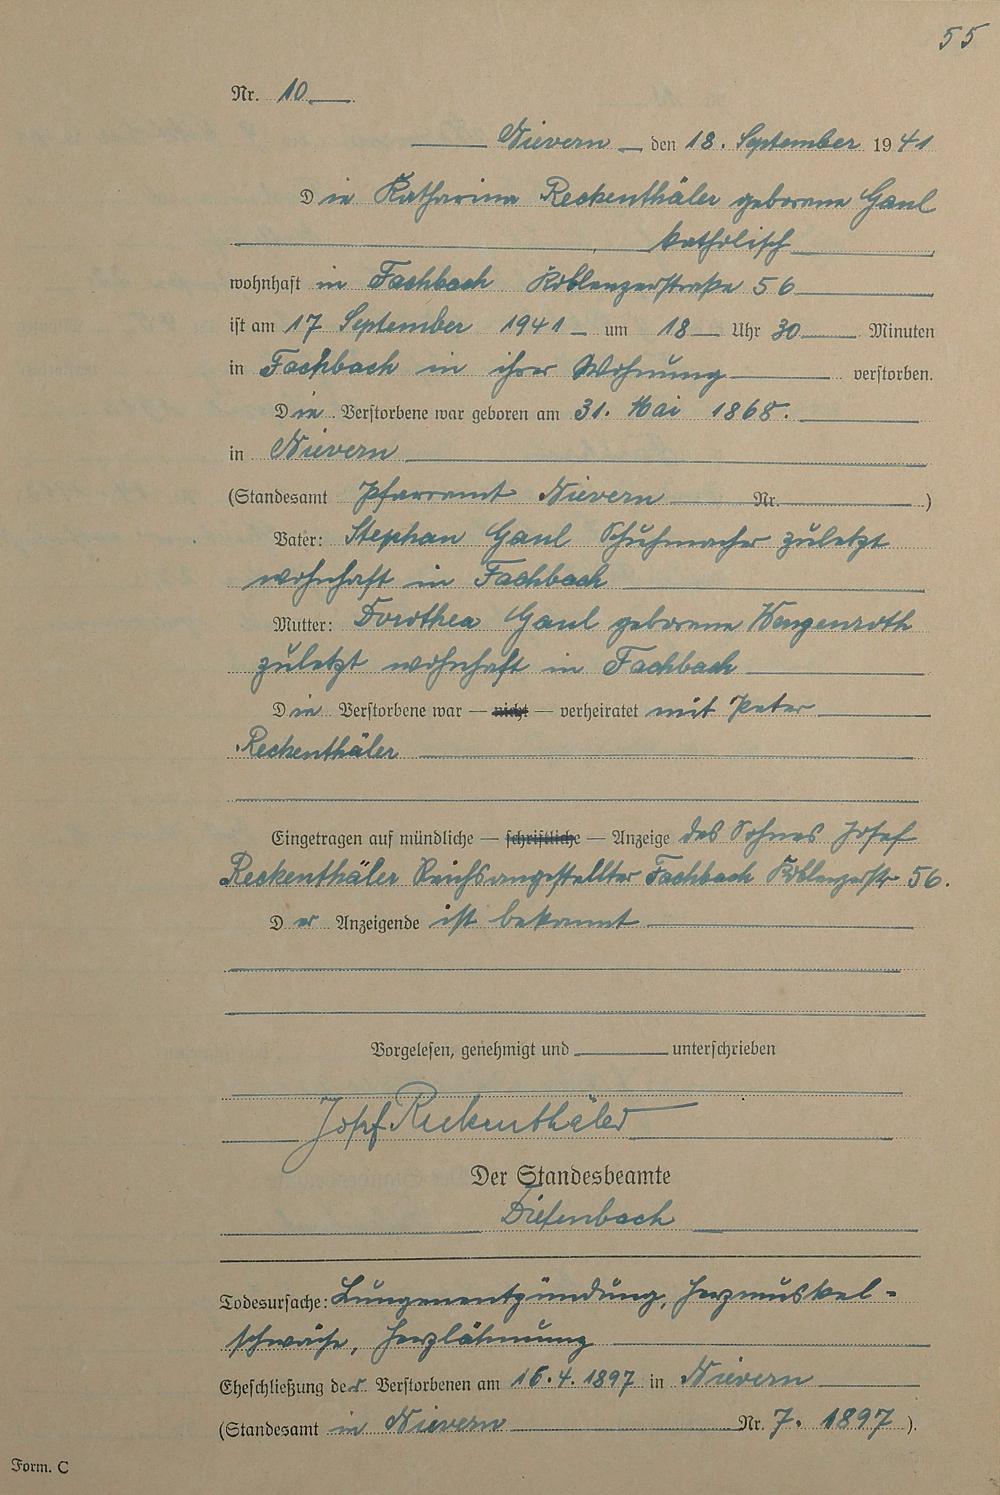 55
Nr. 10
Nievern den 18. September 1941
Die Katharina Reckenthäler geborene Gaul
katholisch
wohnhaft in Fachbach Koblenzerstraße 56
ist am 17 September 1941 um 18 Uhr 30 Minuten
in Fachbach in ihrer Wohnung verstorben.
Die Verstorbene war geboren am 31. Mai 1868.
in Nievern
(Standesamt Pfarramt Nievern Nr. )
Vater: Stephan Gaul Schuhmacher zuletzt
wohnhaft in Fachbach
Mutter: Dorothea Gaul geborene Wengenroth
zuletzt wohnhaft in Fachbach
Die Verstorbene war — nicht — verheiratet mit Peter
Reckenthäler
Eingetragen auf mündliche — schriftliche — Anzeige des Sohnes Josef
Reckenthäler Reichsangestellter Fachbach Koblenzerstr 56.
Der Anzeigende ist bekannt
Vorgelesen, genehmigt und unterschrieben
Josef Reckenthäler
Der Standesbeamte
Diefenbach
Todesursache: Lungenentzündung, Herzmuskel-
schwäche, Herzlähmung
Eheschließung der Verstorbenen am 16.4.1897 in Nievern
(Standesamt in Nievern Nr. 7. 1897).
Form. C